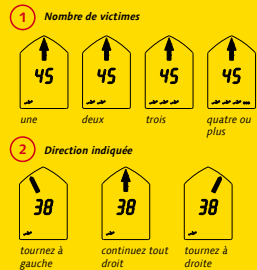 1 Nombre de victimes
45 45 45 45
une deux trois quatre ou
plus
2 Direction indiquée
38 38 38
tournez à continuez tout tournez à
gauche droit droite